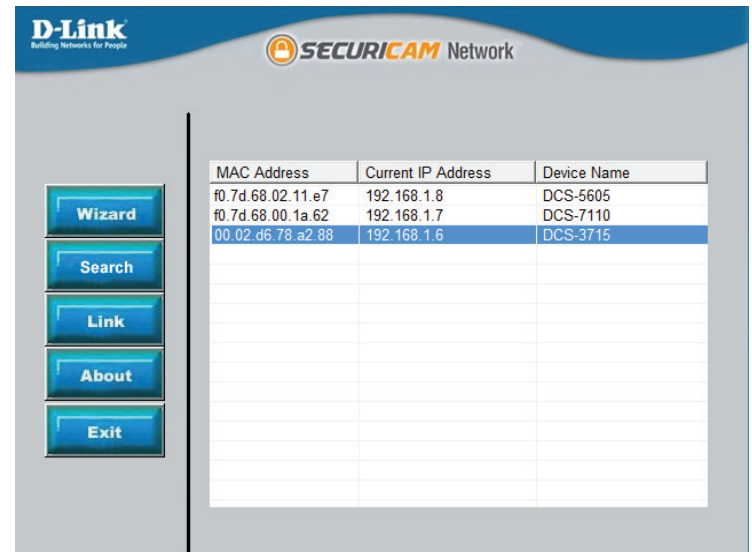 D-Link
Building Networks for People
SECURICAM Network
MAC Address Current IP Address Device Name
f0.7d.68.02.11.e7 192.168.1.8 DCS-5605
f0.7d.68.00.1a.62 192.168.1.7 DCS-7110
00.02.d6.78.a2.88 192.168.1.6 DCS-3715
Wizard
Search
Link
About
Exit